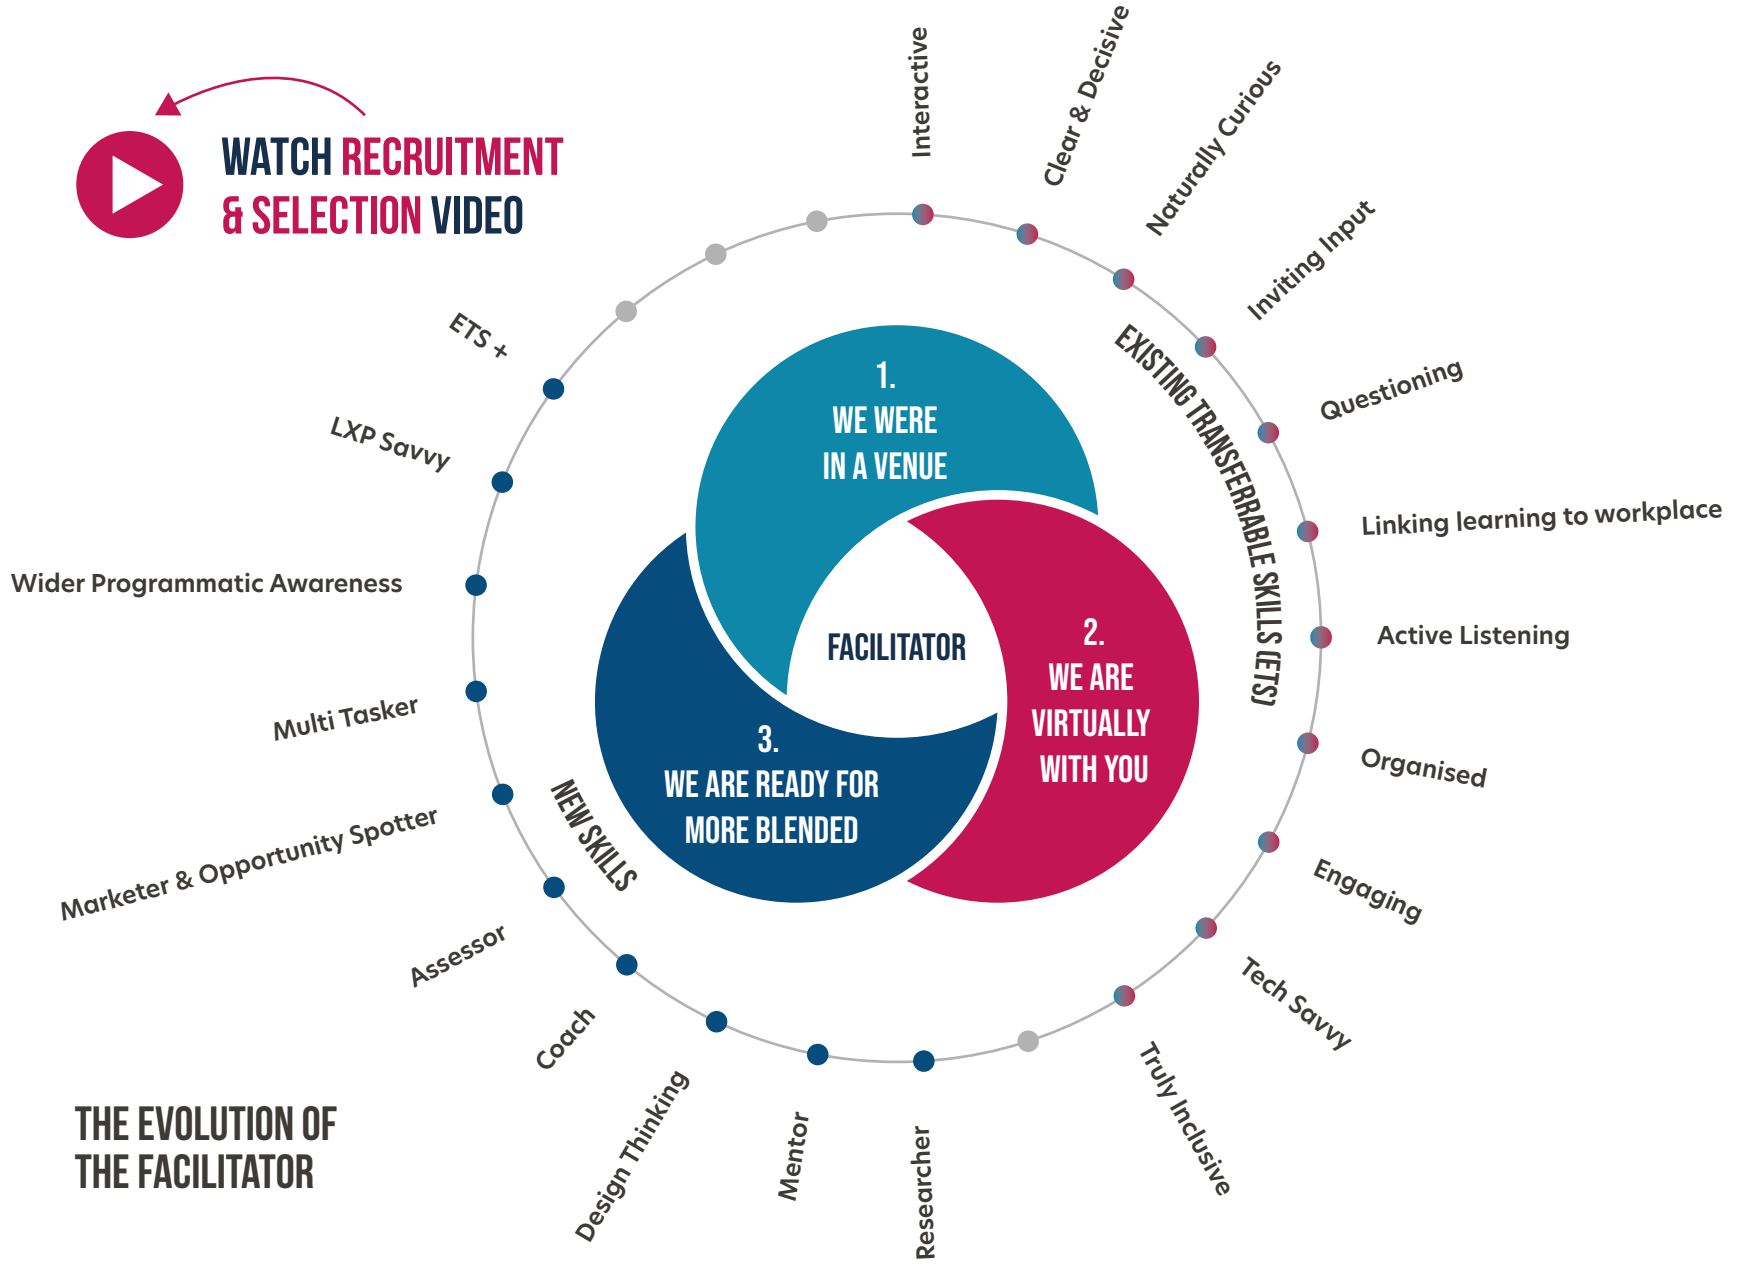 WATCH RECRUITMENT
& SELECTION VIDEO
Interactive
Clear & Decisive
Naturally Curious
Inviting Input
Questioning
Linking learning to workplace
Active Listening
Organised
Engaging
Tech Savvy
Truly Inclusive
EXISTING TRANSFERRABLE SKILLS (ETS)
1.
WE WERE
IN A VENUE
FACILITATOR
2.
WE ARE
VIRTUALLY
WITH YOU
3.
WE ARE READY FOR
MORE BLENDED
NEW SKILLS
ETS +
LXP Savvy
Wider Programmatic Awareness
Multi Tasker
Marketer & Opportunity Spotter
Assessor
Coach
Design Thinking
Mentor
Researcher
THE EVOLUTION OF
THE FACILITATOR